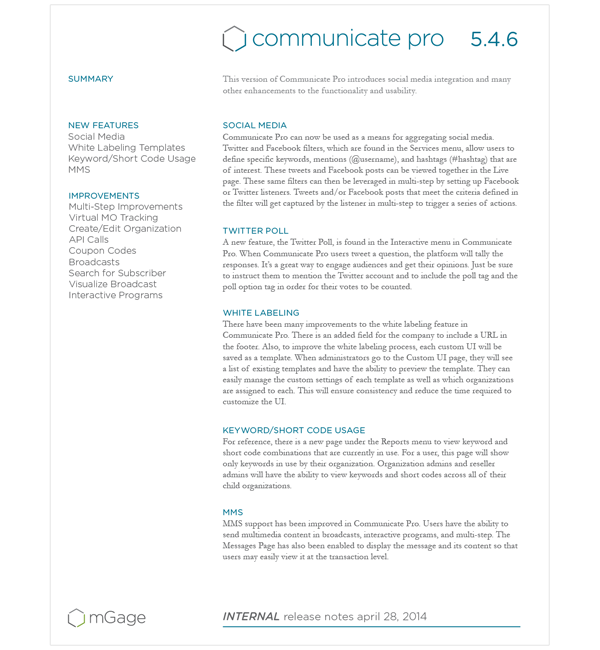 communicate pro 5.4.6
SUMMARY
This version of Communicate Pro introduces social media integration and many
other enhancements to the functionality and usability.
NEW FEATURES
Social Media
White Labeling Templates
Keyword/Short Code Usage
MMS
IMPROVEMENTS
Multi-Step Improvements
Virtual MO Tracking
Create/Edit Organization
API Calls
Coupon Codes
Broadcasts
Search for Subscriber
Visualize Broadcast
Interactive Programs
SOCIAL MEDIA
Communicate Pro can now be used as a means for aggregating social media.
Twitter and Facebook filters, which are found in the Services menu, allow users to
define specific keywords, mentions (@username), and hashtags (#hashtag) that are
of interest. These tweets and Facebook posts can be viewed together in the Live
page. These same filters can then be leveraged in multi-step by setting up Facebook
or Twitter listeners. Tweets and/or Facebook posts that meet the criteria defined in
the filter will get captured by the listener in multi-step to trigger a series of actions.
TWITTER POLL
A new feature, the Twitter Poll, is found in the Interactive menu in Communicate
Pro. When Communicate Pro users tweet a question, the platform will tally the
responses. It's a great way to engage audiences and get their opinions. Just be sure
to instruct them to mention the Twitter account and to include the poll tag and the
poll option tag in order for their votes to be counted.
WHITE LABELING
There have been many improvements to the white labeling feature in
Communicate Pro. There is an added field for the company to include a URL in
the footer. Also, to improve the white labeling process, each custom UI will be
saved as a template. When administrators go to the Custom UI page, they will see
a list of existing templates and have the ability to preview the template. They can
easily manage the custom settings of each template as well as which organizations
are assigned to each. This will ensure consistency and reduce the time required to
customize the UI.
KEYWORD/SHORT CODE USAGE
For reference, there is a new page under the Reports menu to view keyword and
short code combinations that are currently in use. For a user, this page will show
only keywords in use by their organization. Organization admins and reseller
admins will have the ability to view keywords and short codes across all of their
child organizations.
MMS
MMS support has been improved in Communicate Pro. Users have the ability to
send multimedia content in broadcasts, interactive programs, and multi-step. The
Messages Page has also been enabled to display the message and its content so that
users may easily view it at the transaction level.
mGage
INTERNAL release notes april 28, 2014